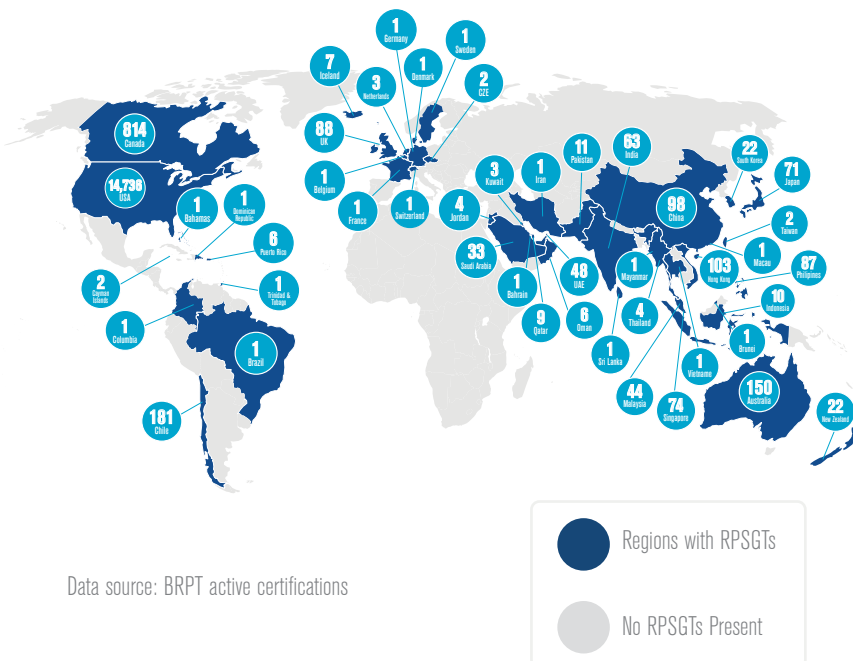 1
Germany
1
Sweden
7
Iceland
3
Netherlands
1
Denmark
2
CZE
814
Canada
88
UK
11
Pakistan
63
India
22
South Korea
71
Japan
14,736
USA
1
Bahamas
1
Dominican
Republic
1
Belgium
1
France
1
Switzerland
3
Kuwait
1
Iran
98
China
4
Jordan
2
Taiwan
6
Puerto Rico
33
Saudi Arabia
1
Bahrain
48
UAE
1
Mayanmar
103
Hong Kong
1
Macau
87
Philipines
2
Cayman
Islands
1
Trinidad &
Tobago
1
Columbia
9
Qatar
6
Oman
4
Thailand
10
Indonesia
1
Brazil
1
Sri Lanka
1
Vietname
1
Brunei
181
Chile
44
Malaysia
74
Singapore
150
Australia
22
New Zealand
Regions with RPSGTs
Data source: BRPT active certifications
No RPSGTs Present